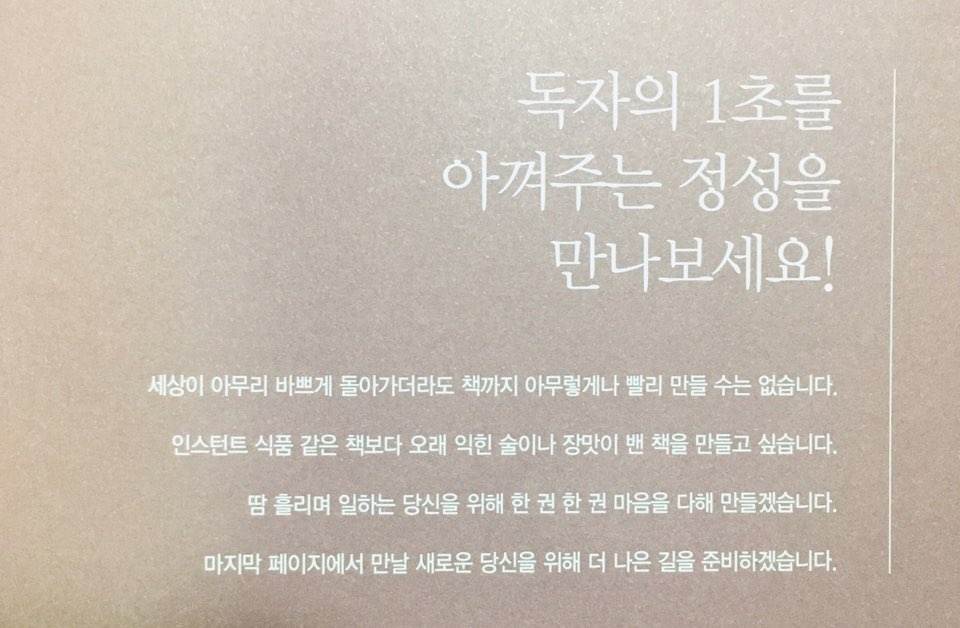 독자의 1초를
아껴주는 정성을
만나보세요!
세상이 아무리 바쁘게 돌아가더라도 책까지 아무렇게나 빨리 만들 수는 없습니다.
인스턴트 식품 같은 책보다 오래 익힌 술이나 장맛이 밴 책을 만들고 싶습니다.
땀 흘리며 일하는 당신을 위해 한 권 한 권 마음을 다해 만들겠습니다.
마지막 페이지에서 만날 새로운 당신을 위해 더 나은 길을 준비하겠습니다.